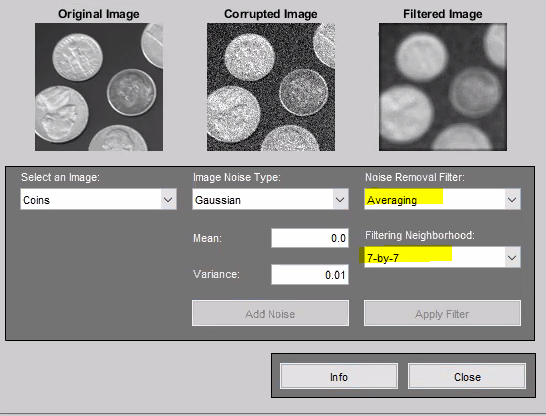 Original Image
Corrupted Image
Filtered Image
Select an Image:
Image Noise Type:
Noise Removal Filter:
Coins
Gaussian
Averaging
Mean:
0.0
Filtering Neighborhood:
7-by-7
Variance:
0.01
Add Noise
Apply Filter
Info
Close